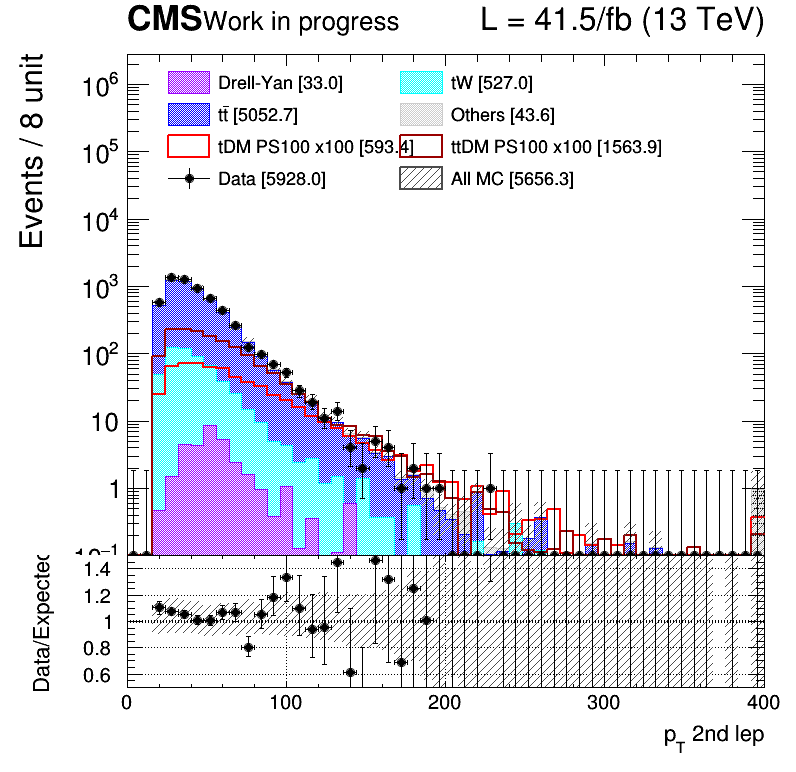 CMS Work in progress L = 41.5/fb (13 TeV)
Events / 8 unit
Drell-Yan [33.0] tW [527.0]
tt̄ [5052.7] Others [43.6]
tDM PS100 x100 [593.4] ttDM PS100 x100 [1563.9]
Data [5928.0] All MC [5656.3]
10⁶
10⁵
10⁴
10³
10²
10
1
10⁻¹
Data/Expected
1.4
1.2
1
0.8
0.6
0 100 200 300 400
p_T 2nd lep